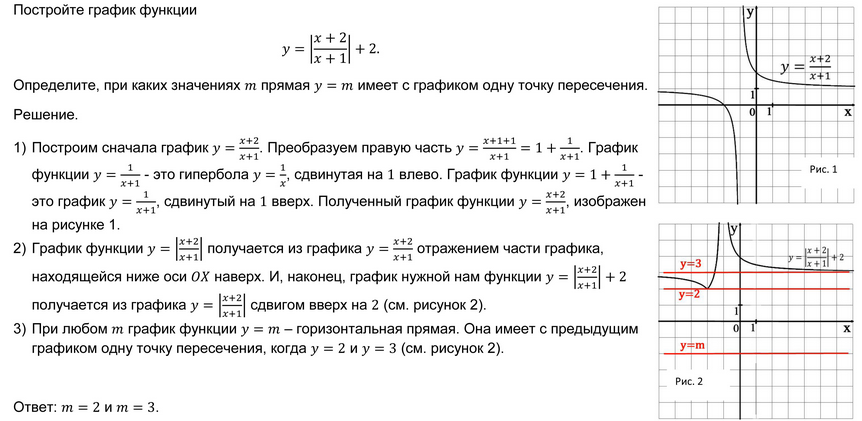 Постройте график функции
y = |x + 2 / x + 1| + 2.
Определите, при каких значениях m прямая y = m имеет с графиком одну точку пересечения.
Решение.
1) Построим сначала график y = x+2/x+1. Преобразуем правую часть y = x+1+1/x+1 = 1 + 1/x+1. График
функции y = 1/x+1 - это гипербола y = 1/x, сдвинутая на 1 влево. График функции y = 1 + 1/x+1 -
это график y = 1/x+1, сдвинутый на 1 вверх. Полученный график функции y = x+2/x+1, изображен
на рисунке 1.
2) График функции y = |x+2/x+1| получается из графика y = x+2/x+1 отражением части графика,
находящейся ниже оси OX наверх. И, наконец, график нужной нам функции y = |x+2/x+1| + 2
получается из графика y = |x+2/x+1| сдвигом вверх на 2 (см. рисунок 2).
3) При любом m график функции y = m – горизонтальная прямая. Она имеет с предыдущим
графиком одну точку пересечения, когда y = 2 и y = 3 (см. рисунок 2).
Ответ: m = 2 и m = 3.
y
y = x+2/x+1
1
0 1 x
Рис. 1
y
y = |x + 2 / x + 1| + 2
y=3
y=2
1
0 1 x
y=m
Рис. 2